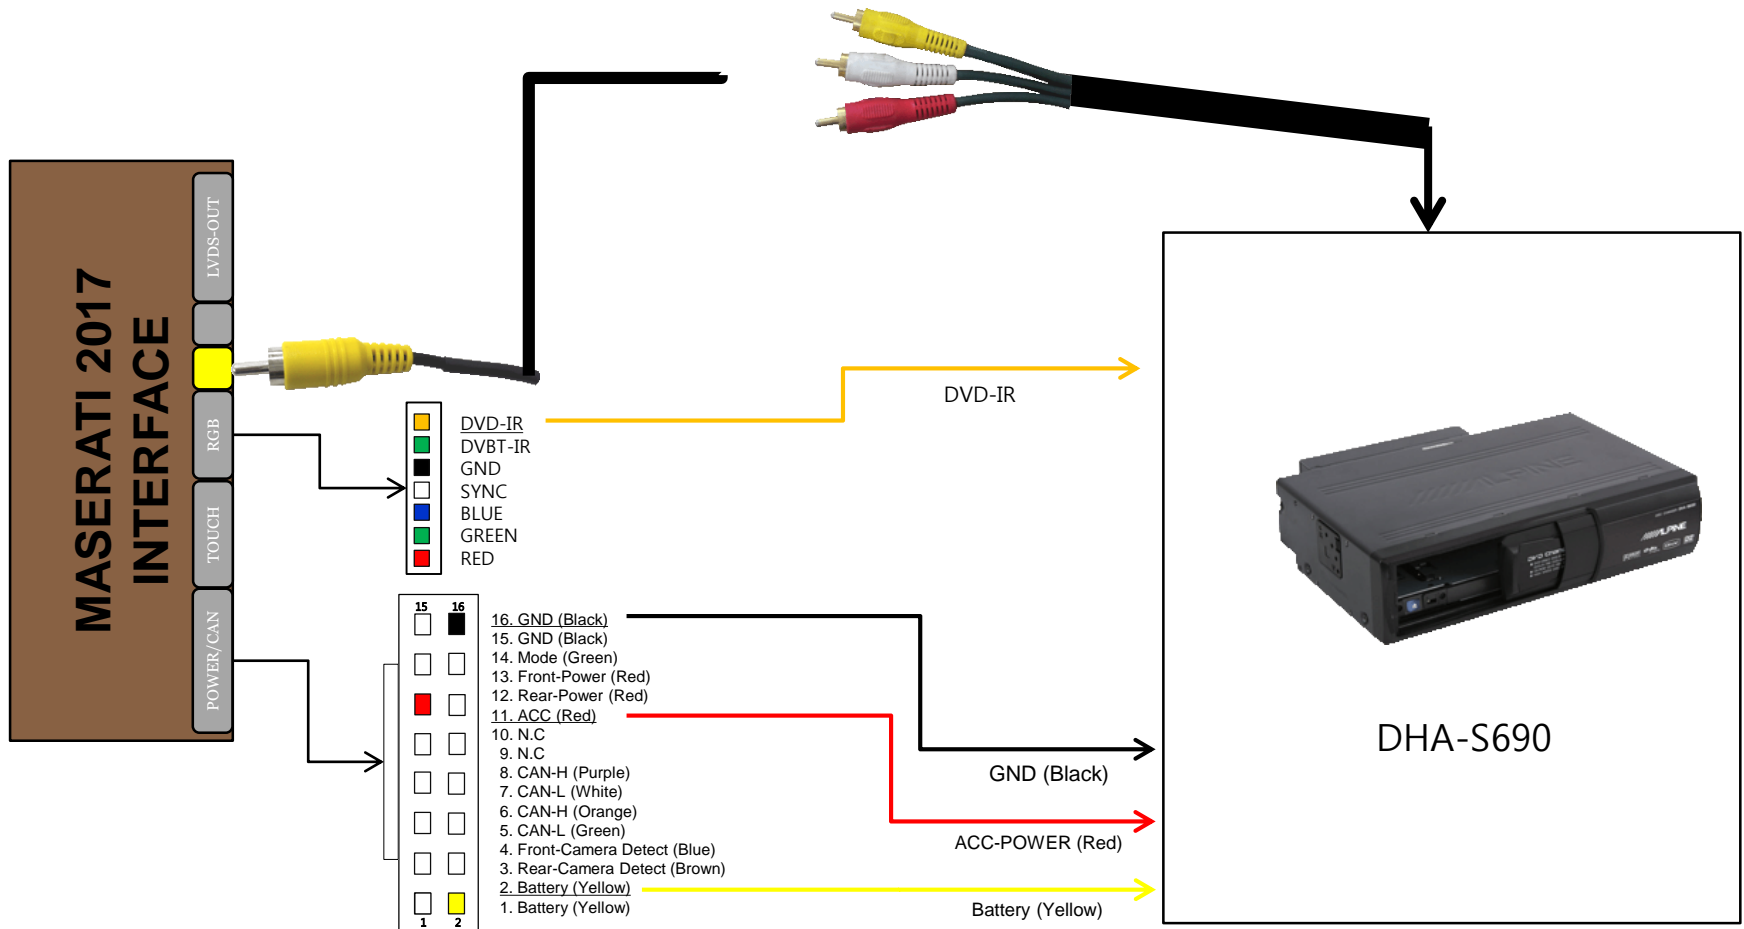 MASERATI 2017
INTERFACE
LVDS-OUT
RGB
TOUCH
POWER/CAN
DVD-IR
DVBT-IR
GND
SYNC
BLUE
GREEN
RED
DVD-IR
15 16
16. GND (Black)
15. GND (Black)
14. Mode (Green)
13. Front-Power (Red)
12. Rear-Power (Red)
11. ACC (Red)
10. N.C
9. N.C
8. CAN-H (Purple)
7. CAN-L (White)
6. CAN-H (Orange)
5. CAN-L (Green)
4. Front-Camera Detect (Blue)
3. Rear-Camera Detect (Brown)
2. Battery (Yellow)
1. Battery (Yellow)
1 2
GND (Black)
ACC-POWER (Red)
Battery (Yellow)
ALPINE
ALPINE
DHA-S690